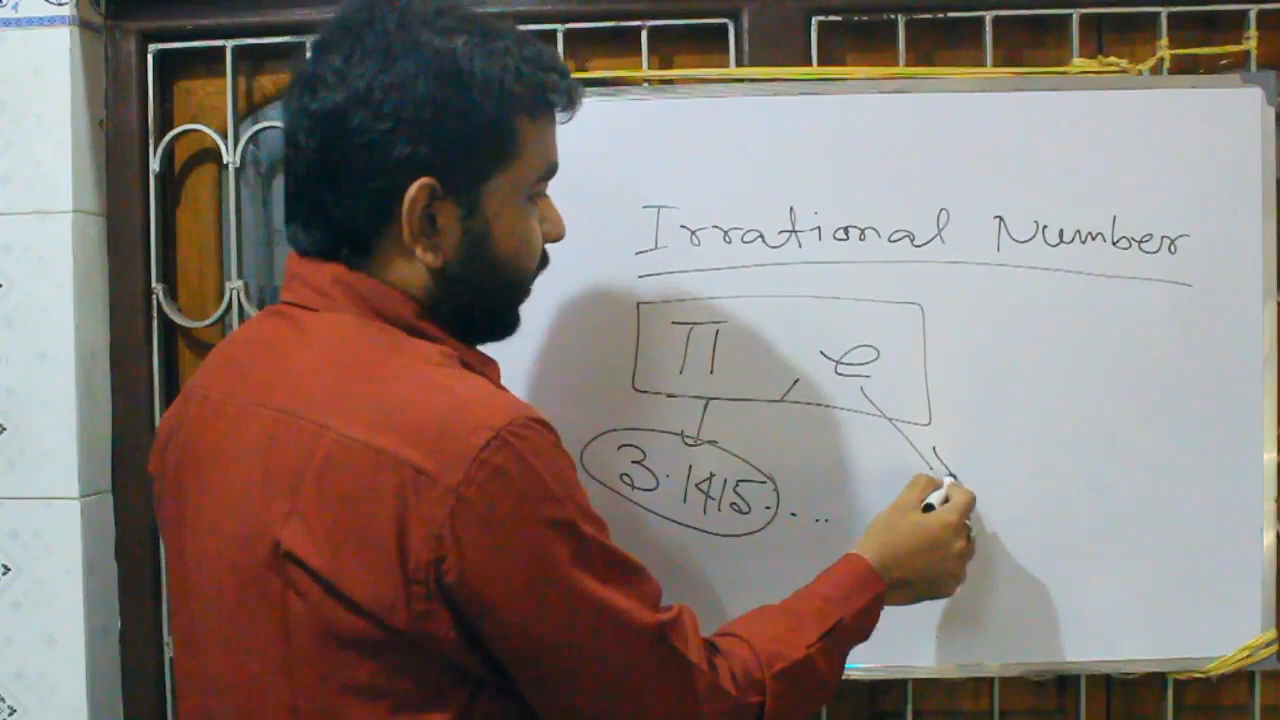 Irrational Number
π , e
3.1415.....